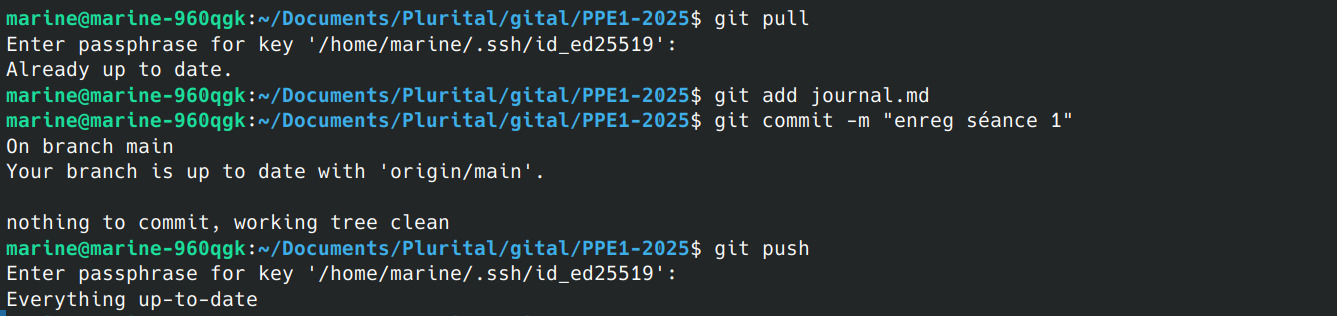 marine@marine-960qgk:~/Documents/Plurital/gital/PPE1-2025$ git pull
Enter passphrase for key '/home/marine/.ssh/id_ed25519':
Already up to date.
marine@marine-960qgk:~/Documents/Plurital/gital/PPE1-2025$ git add journal.md
marine@marine-960qgk:~/Documents/Plurital/gital/PPE1-2025$ git commit -m "enreg séance 1"
On branch main
Your branch is up to date with 'origin/main'.

nothing to commit, working tree clean
marine@marine-960qgk:~/Documents/Plurital/gital/PPE1-2025$ git push
Enter passphrase for key '/home/marine/.ssh/id_ed25519':
Everything up-to-date